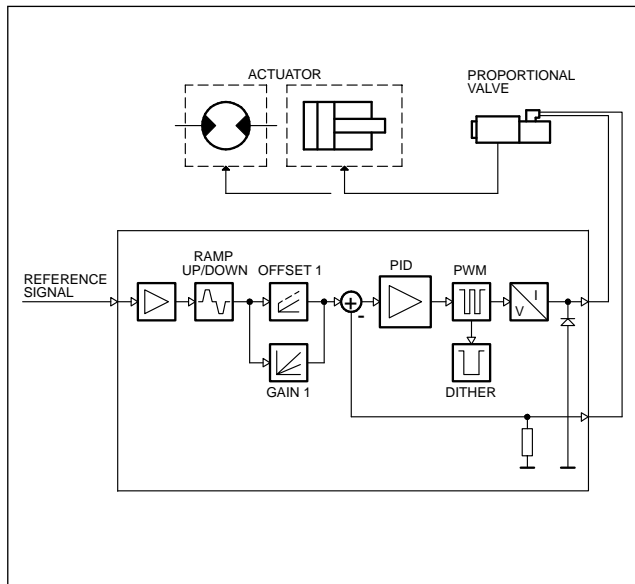 ACTUATOR
PROPORTIONAL
VALVE
REFERENCE
SIGNAL
RAMP
UP/DOWN
OFFSET 1
PID
PWM
+
-
I
V
GAIN 1
DITHER